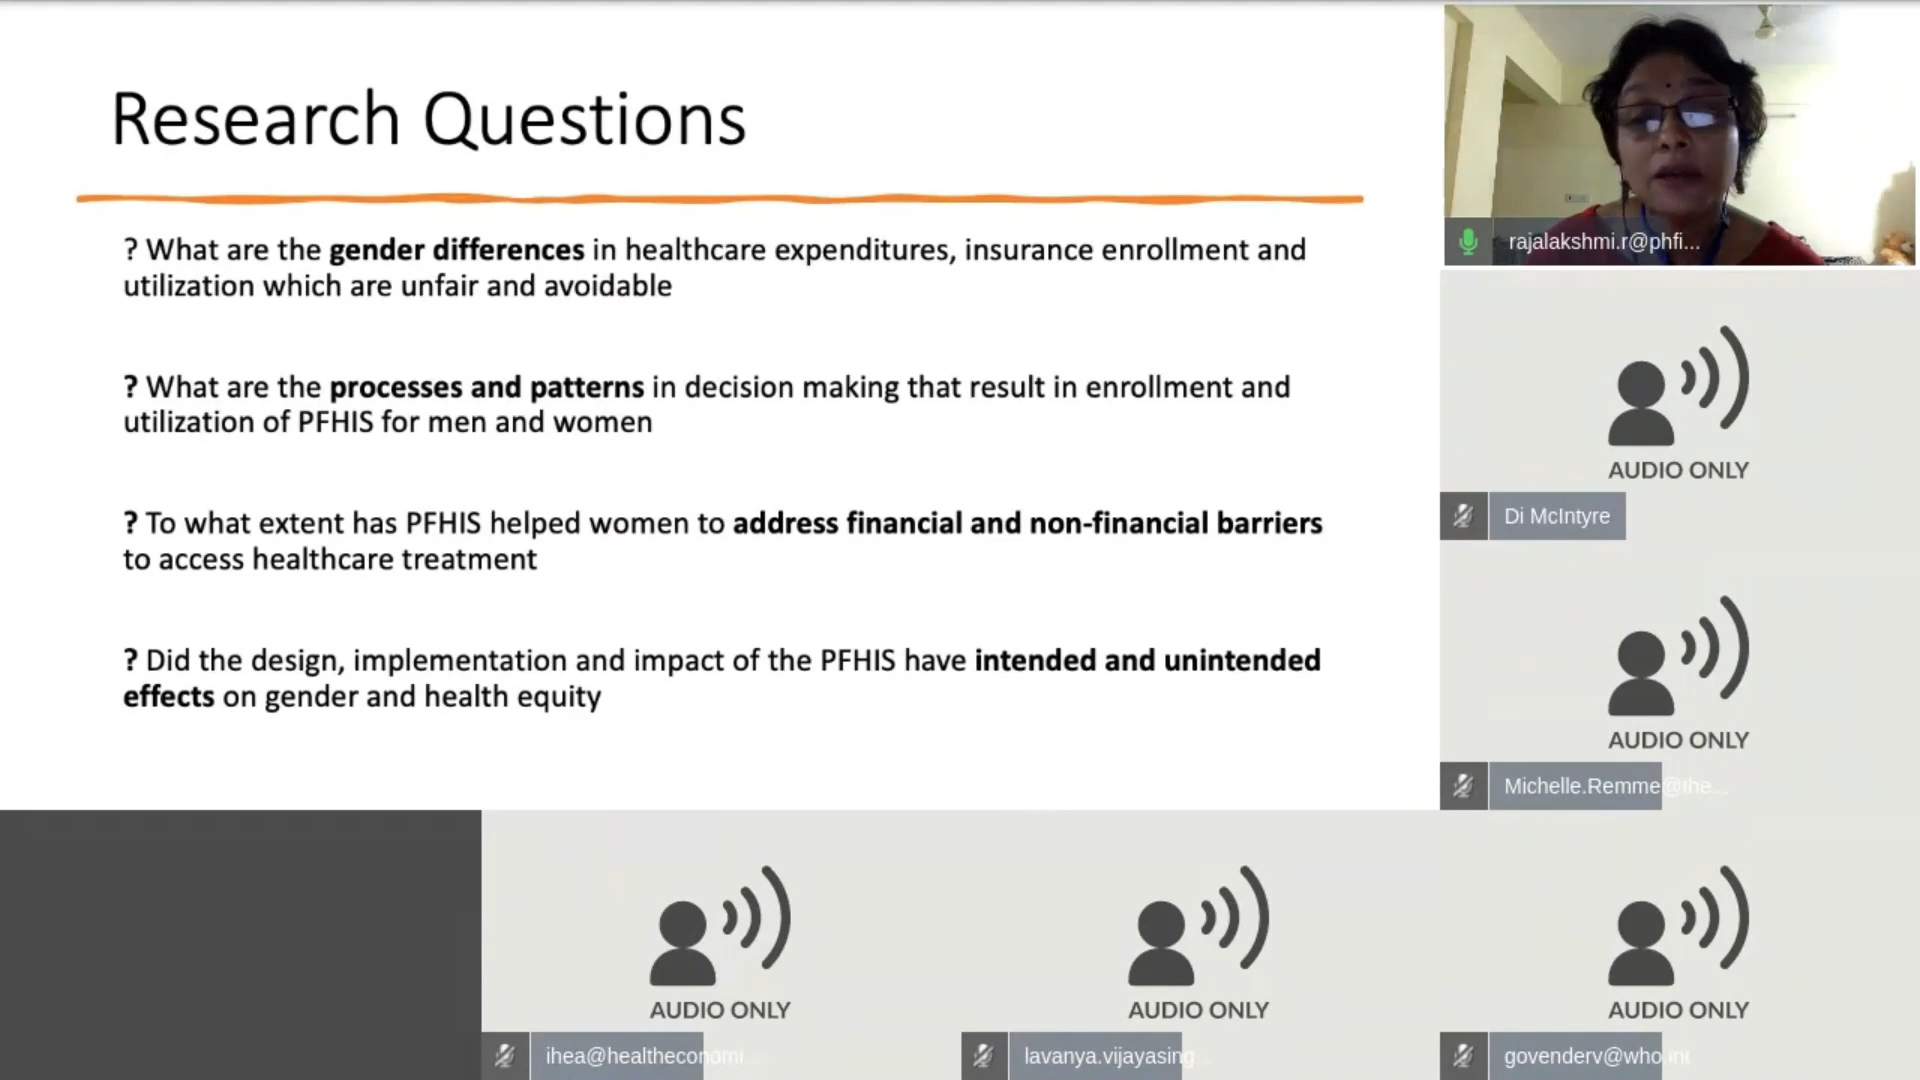 Research Questions
? What are the gender differences in healthcare expenditures, insurance enrollment and
utilization which are unfair and avoidable
? What are the processes and patterns in decision making that result in enrollment and
utilization of PFHIS for men and women
? To what extent has PFHIS helped women to address financial and non-financial barriers
to access healthcare treatment
? Did the design, implementation and impact of the PFHIS have intended and unintended
effects on gender and health equity
rajalakshmi.r@phfi...
AUDIO ONLY
Di McIntyre
AUDIO ONLY
Michelle.Remme@the...
AUDIO ONLY
ihea@healtheconomi...
AUDIO ONLY
lavanya.vijayasing...
AUDIO ONLY
govenderv@who.int